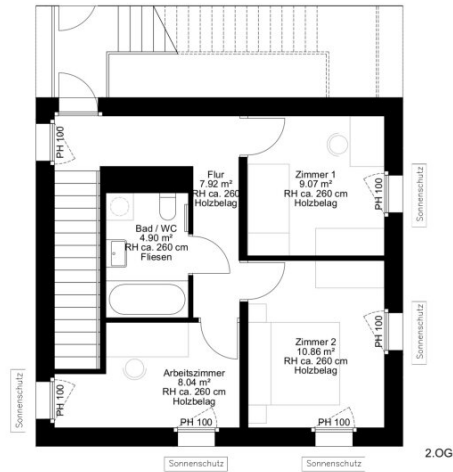 PH 100
Flur
7.92 m²
RH ca. 260 cm
Holzbelag
Zimmer 1
9.07 m²
RH ca. 260 cm
Holzbelag
PH 100
Sonnenschutz
Bad / WC
4.90 m²
RH ca. 260 cm
Fliesen
Zimmer 2
10.86 m²
RH ca. 260 cm
Holzbelag
PH 100
Sonnenschutz
Arbeitszimmer
8.04 m²
RH ca. 260 cm
Holzbelag
PH 100
Sonnenschutz
PH 100
PH 100
Sonnenschutz
Sonnenschutz
2.OG